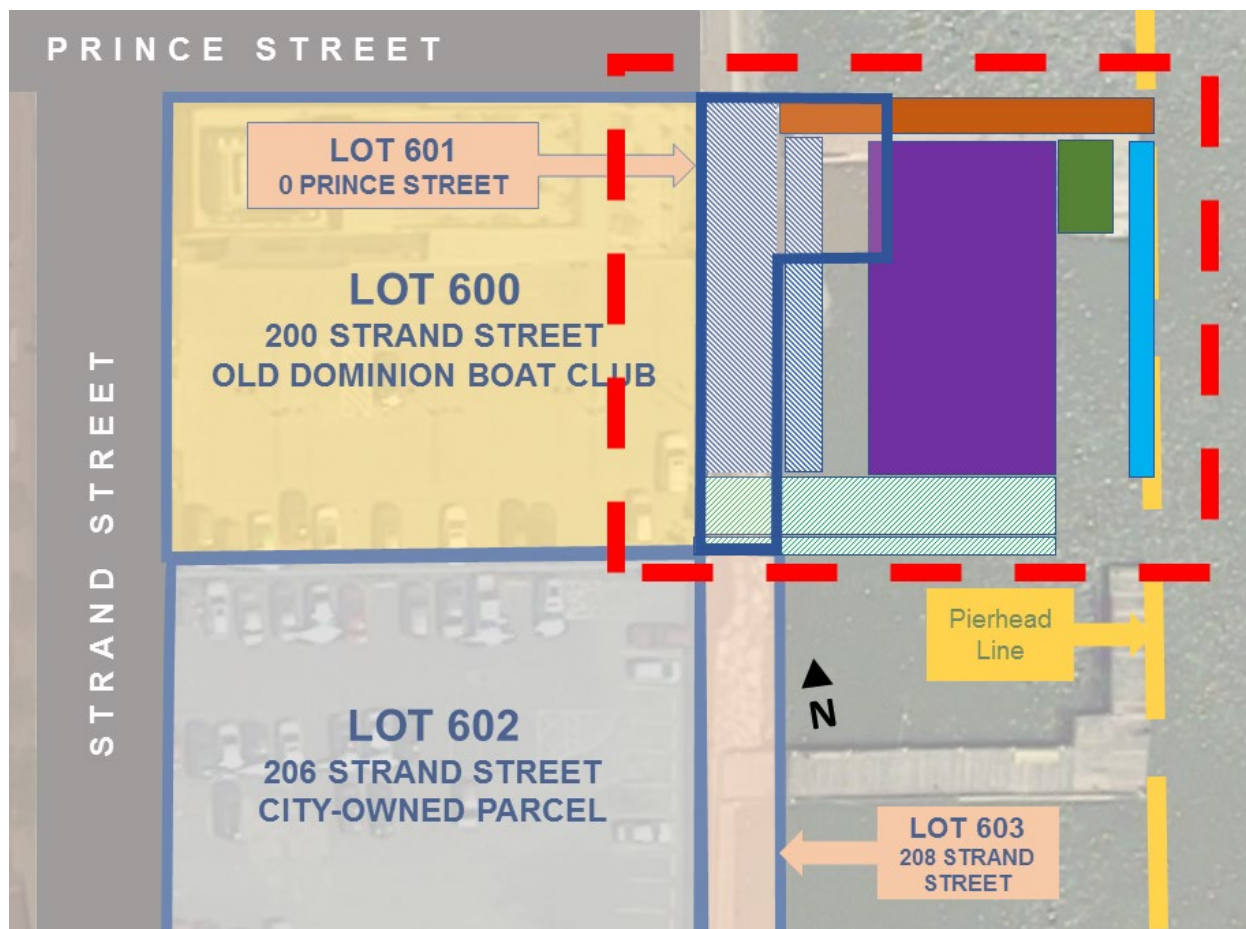 PRINCE STREET
LOT 601
0 PRINCE STREET
LOT 600
200 STRAND STREET
OLD DOMINION BOAT CLUB
STRAND STREET
Pierhead
Line
N
LOT 602
206 STRAND STREET
CITY-OWNED PARCEL
LOT 603
208 STRAND
STREET